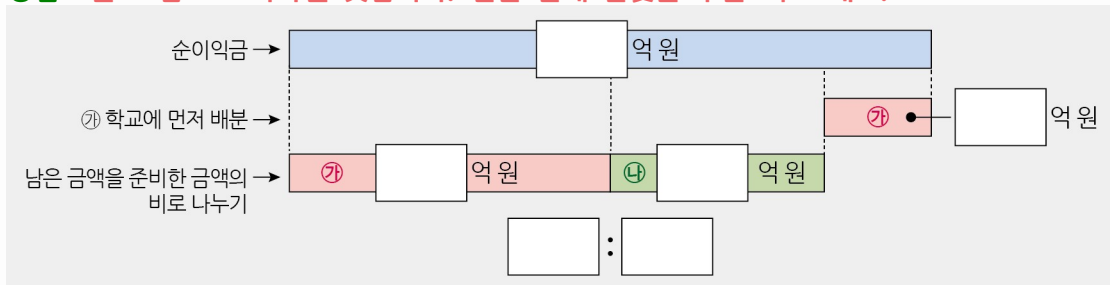 순이익금
억 원
㉮ 학교에 먼저 배분
㉮
억 원
남은 금액을 준비한 금액의
비로 나누기
㉮
억 원
㉯
억 원
: